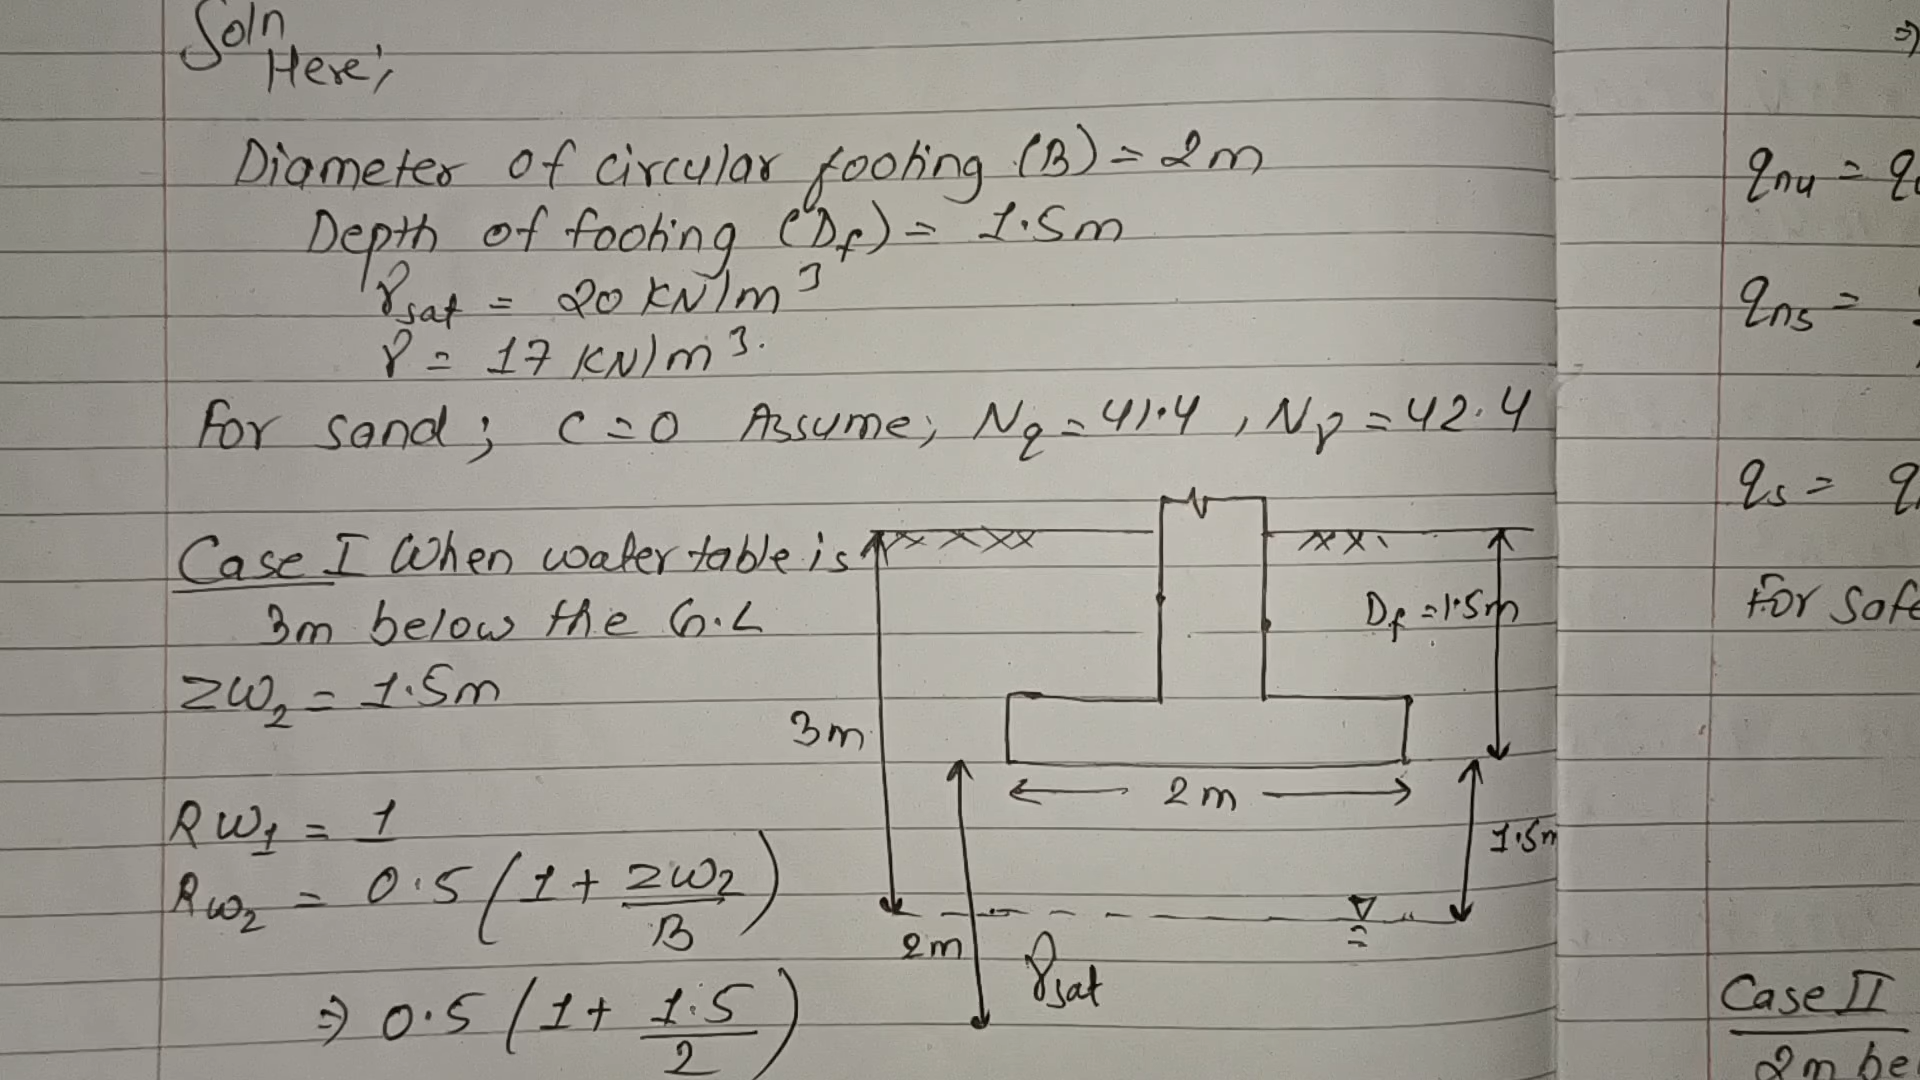 Soln
Here;
Diameter of circular footing (B) = 2m
Depth of footing (Df) = 1.5m
γsat = 20 KN/m³
γ = 17 KN/m³.
For sand; C=0 Assume; Nq = 41.4, Nγ = 42.4
Case I When water table is
3m below the G.L
ZW₂ = 1.5m
RW₁ = 1
RW₂ = 0.5 (1 + ZW₂/B)
⇒ 0.5 (1 + 1.5/2)
Df = 1.5m
3m
2m
1.5m
2m
γsat
⇒
qnu = q
qns =
qs = q
For safe
Case II
2m be